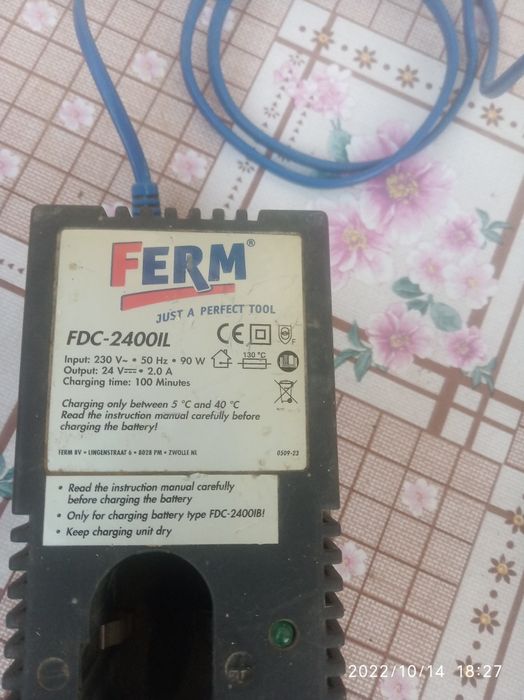 FERM®
JUST A PERFECT TOOL
FDC-2400IL
Input: 230 V~ • 50 Hz • 90 W
Output: 24 V⎓ • 2.0 A
Charging time: 100 Minutes
CE
F
130 °C
Charging only between 5 °C and 40 °C
Read the instruction manual carefully before
charging the battery!
FERM BV • LINGENSTRAAT 6 • 8028 PM • ZWOLLE NL 0509-23
• Read the instruction manual carefully
before charging the battery
• Only for charging battery type FDC-2400IB!
• Keep charging unit dry
2022/10/14 18:27